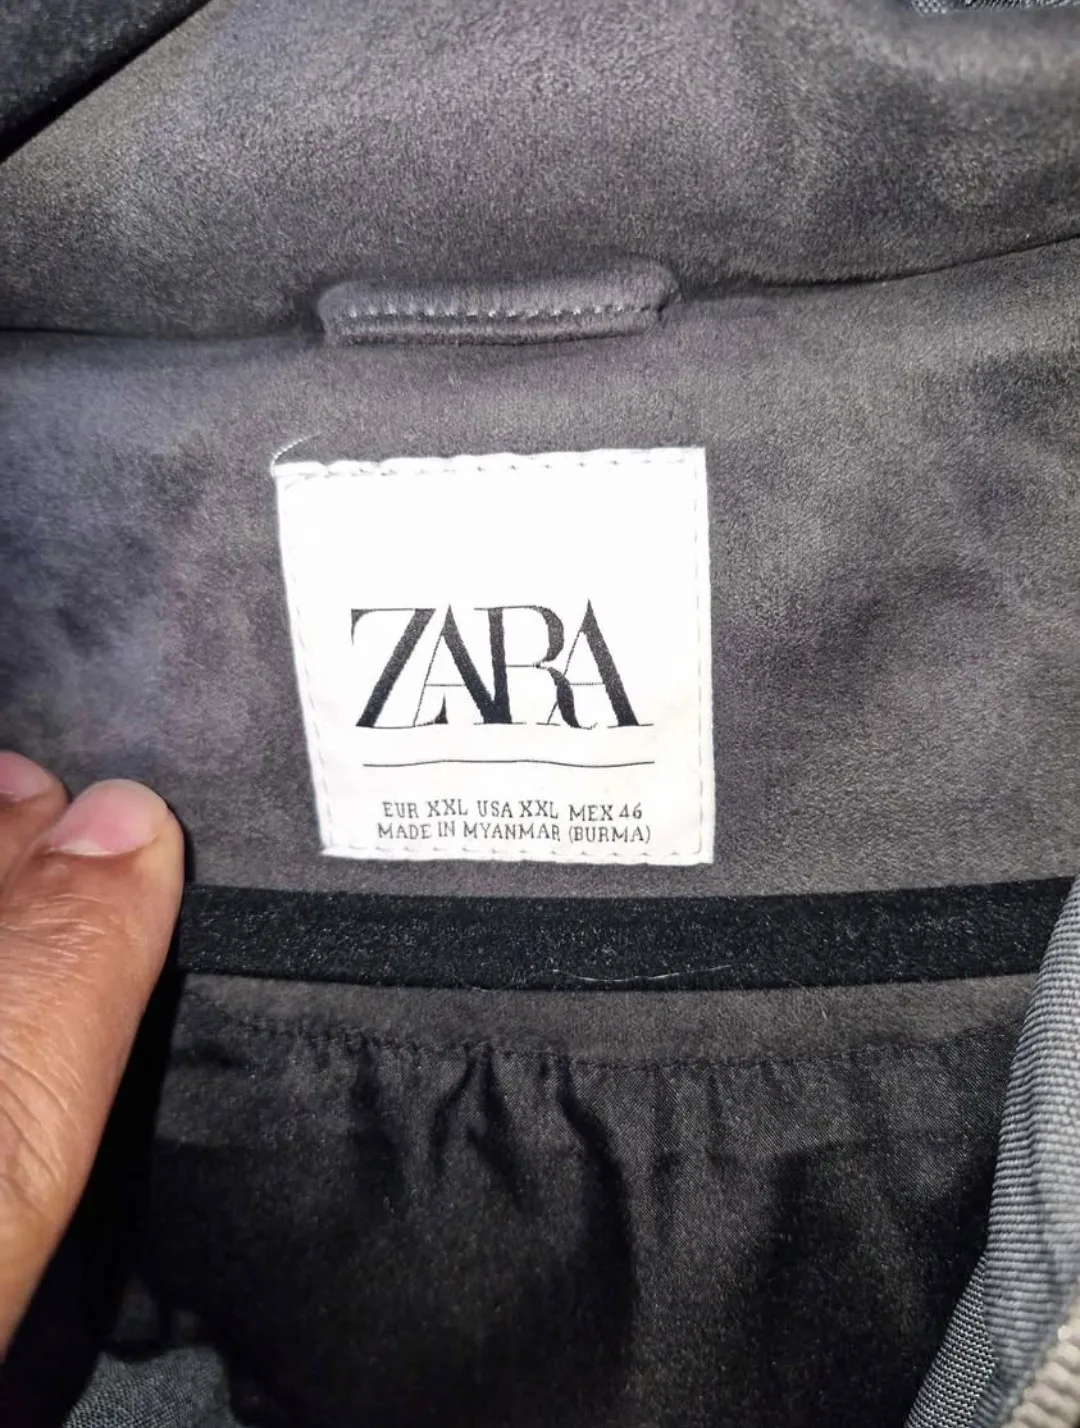 ZARA
EUR XXL USA XXL MEX 46
MADE IN MYANMAR (BURMA)